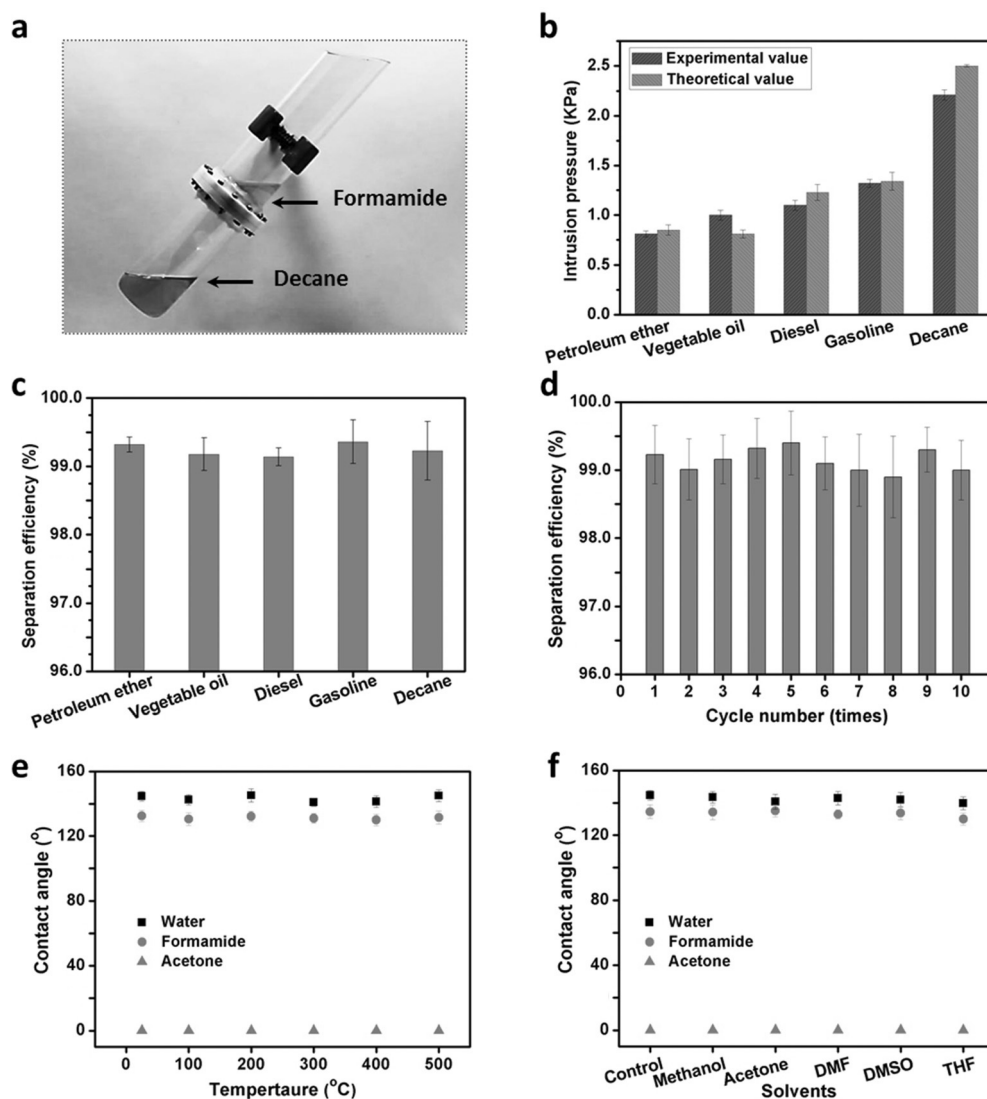 a
Formamide
Decane
b
Intrusion pressure (KPa)
Experimental value
Theoretical value
2.5
2.0
1.5
1.0
0.5
0.0
Petroleum ether
Vegetable oil
Diesel
Gasoline
Decane
c
Separation efficiency (%)
100.0
99.0
98.0
97.0
96.0
Petroleum ether
Vegetable oil
Diesel
Gasoline
Decane
d
Separation efficiency (%)
100.0
99.0
98.0
97.0
96.0
0 1 2 3 4 5 6 7 8 9 10
Cycle number (times)
e
Contact angle (o)
160
120
80
40
0
Water
Formamide
Acetone
0 100 200 300 400 500
Tempertaure (oC)
f
Contact angle (o)
160
120
80
40
0
Water
Formamide
Acetone
Control
Methanol
Acetone
DMF
DMSO
THF
Solvents